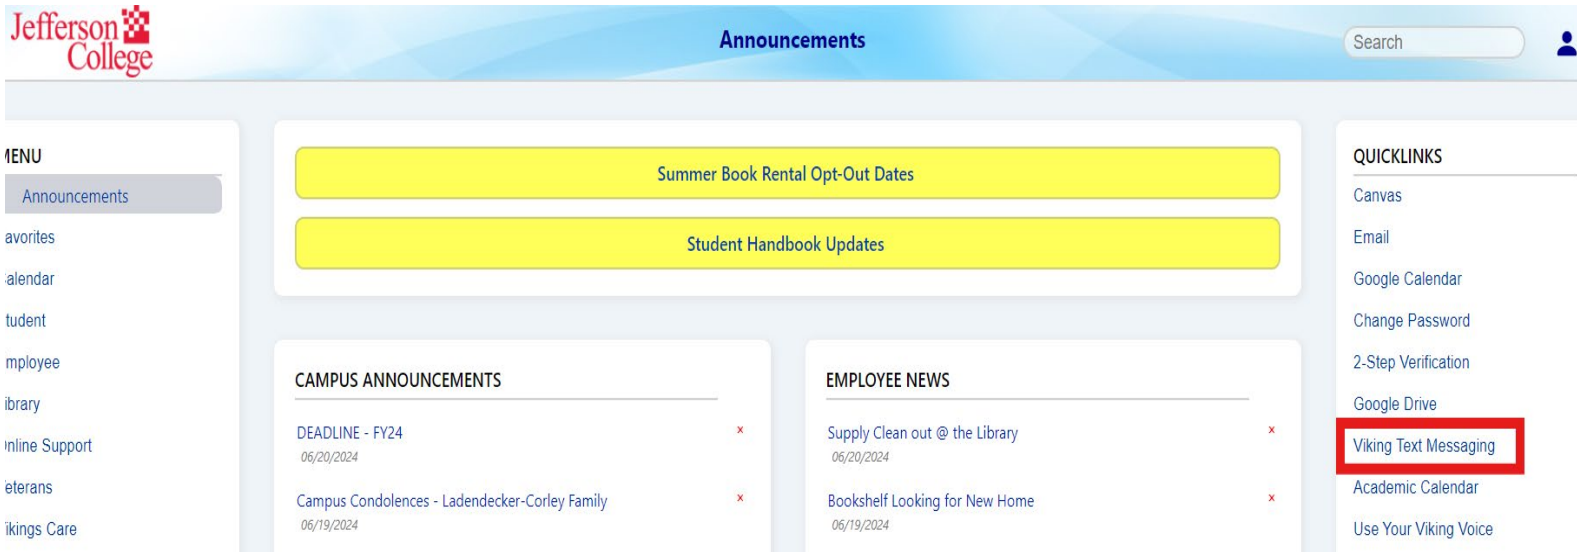 Jefferson
College
Announcements
Search
MENU
Announcements
avorites
alendar
tudent
mployee
ibrary
nline Support
eterans
ikings Care
Summer Book Rental Opt-Out Dates
Student Handbook Updates
CAMPUS ANNOUNCEMENTS
DEADLINE - FY24 x
06/20/2024
Campus Condolences - Ladendecker-Corley Family x
06/19/2024
EMPLOYEE NEWS
Supply Clean out @ the Library x
06/20/2024
Bookshelf Looking for New Home x
06/19/2024
QUICKLINKS
Canvas
Email
Google Calendar
Change Password
2-Step Verification
Google Drive
Viking Text Messaging
Academic Calendar
Use Your Viking Voice